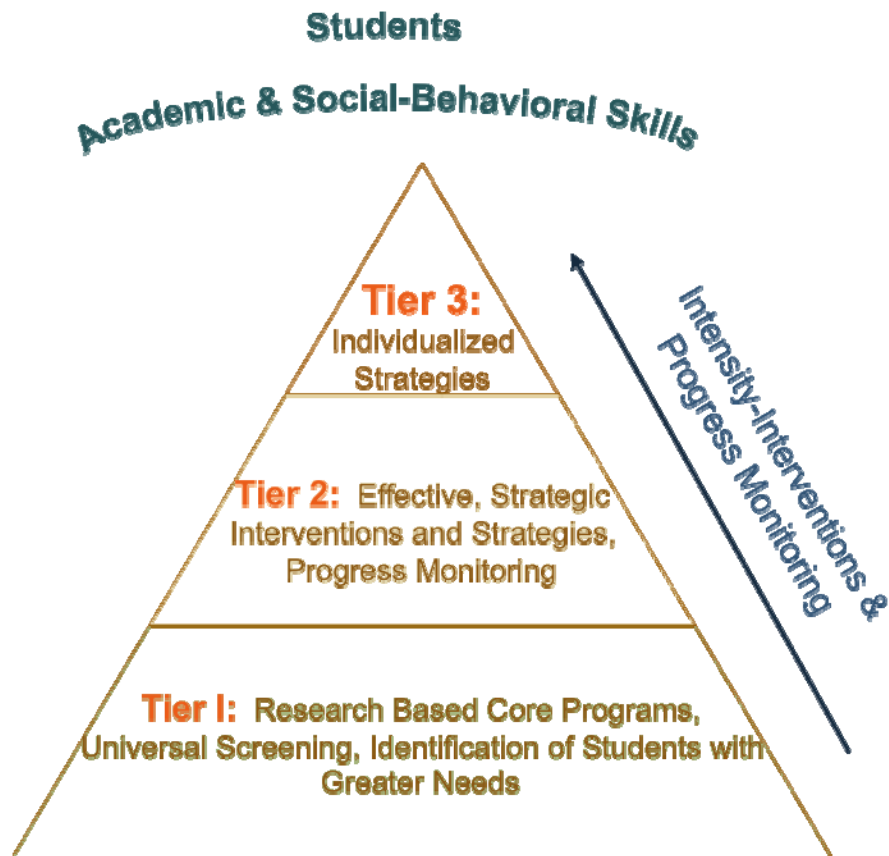 Students
Academic & Social-Behavioral Skills
Tier 3:
Individualized
Strategies
Tier 2: Effective, Strategic
Interventions and Strategies,
Progress Monitoring
Tier I: Research Based Core Programs,
Universal Screening, Identification of Students with
Greater Needs
Intensity-Interventions &
Progress Monitoring